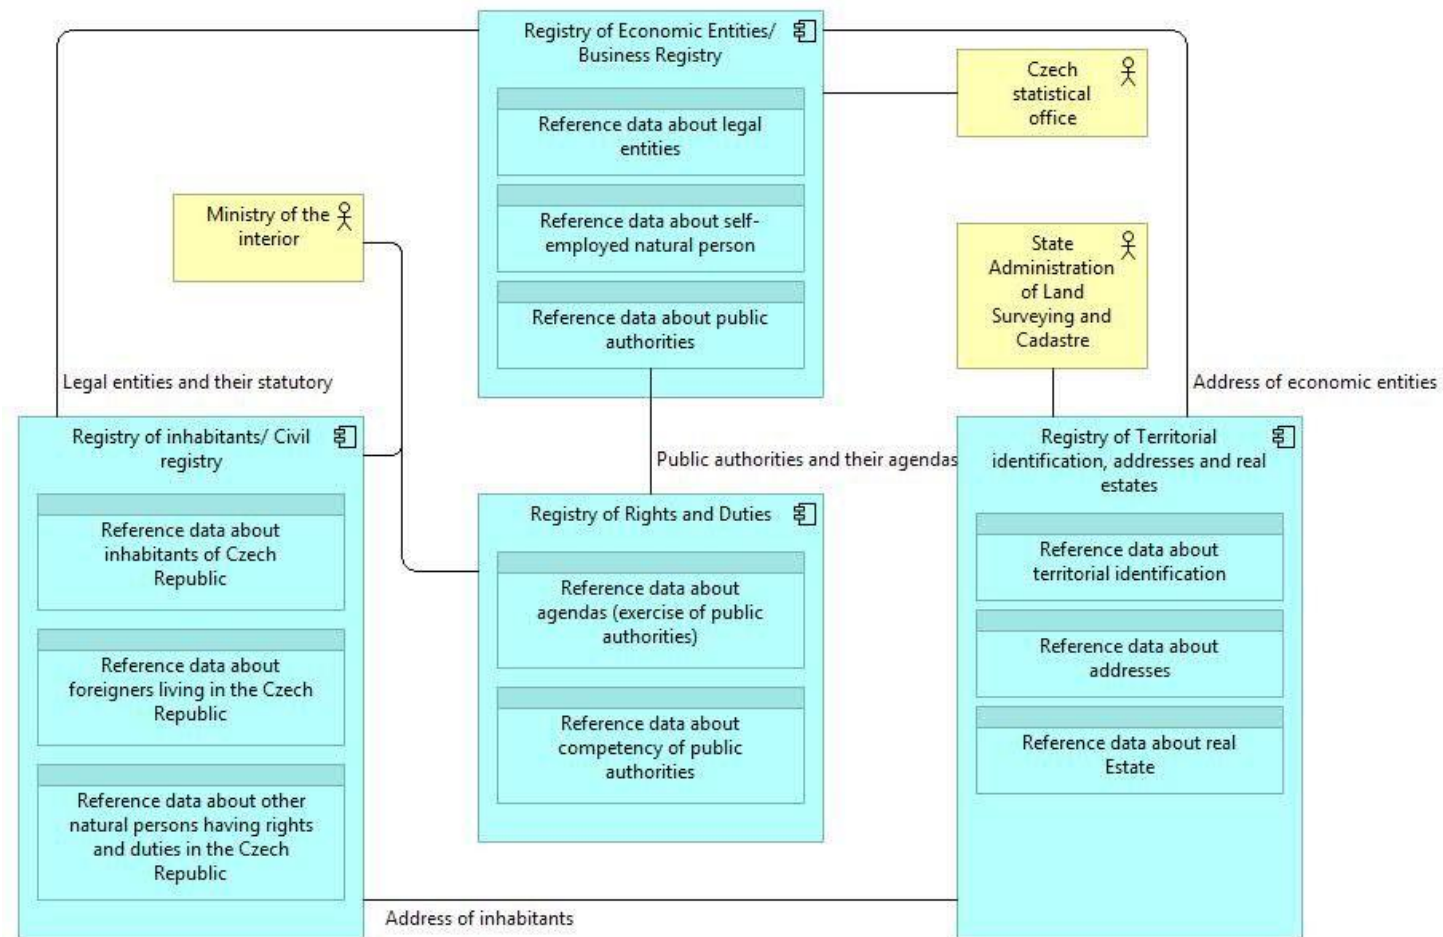 Registry of Economic Entities/
Business Registry
Reference data about legal
entities
Reference data about self-
employed natural person
Reference data about public
authorities
Czech
statistical
office
Ministry of the
interior
State
Administration
of Land
Surveying and
Cadastre
Legal entities and their statutory
Address of economic entities
Public authorities and their agendas
Registry of inhabitants/ Civil
registry
Reference data about
inhabitants of Czech
Republic
Reference data about
foreigners living in the Czech
Republic
Reference data about other
natural persons having rights
and duties in the Czech
Republic
Registry of Rights and Duties
Reference data about
agendas (exercise of public
authorities)
Reference data about
competency of public
authorities
Registry of Territorial
identification, addresses and real
estates
Reference data about
territorial identification
Reference data about
addresses
Reference data about real
Estate
Address of inhabitants